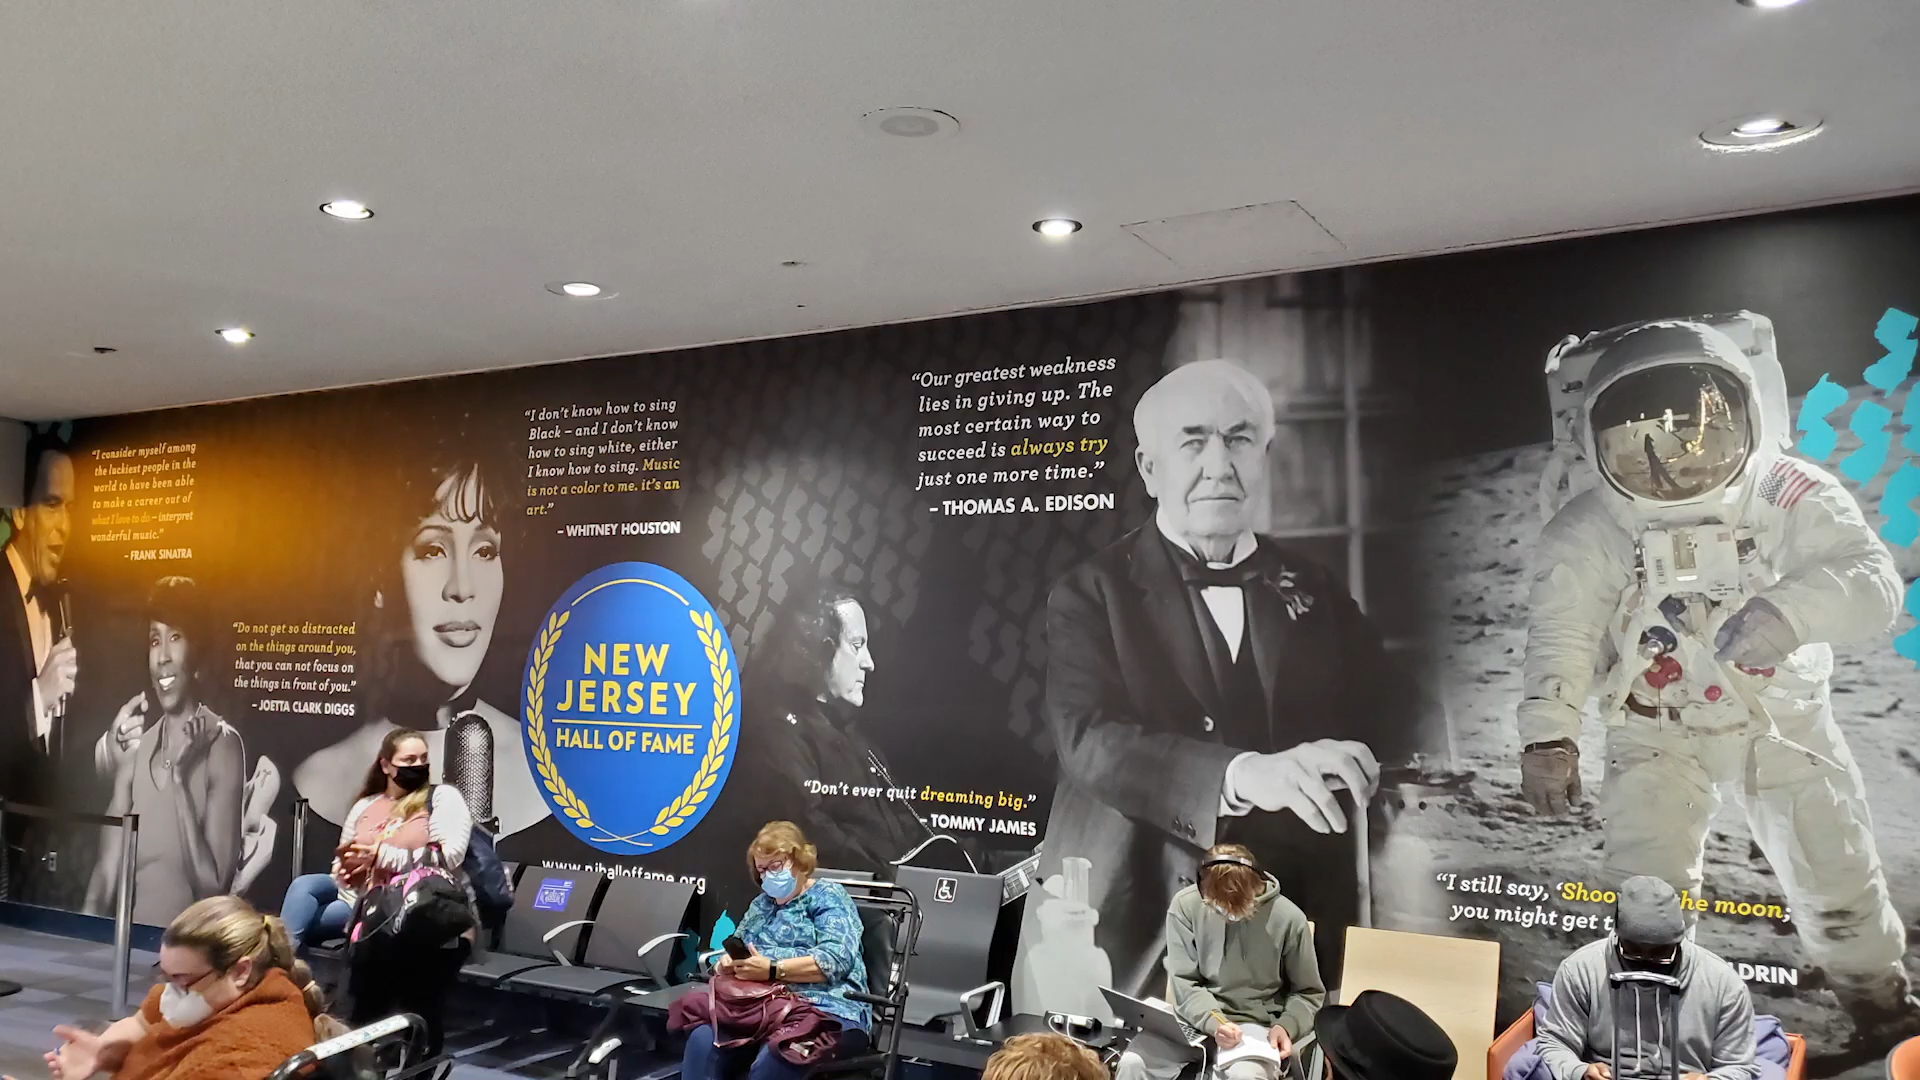 “I consider myself among
the luckiest people in the
world to have been able
to make a career out of
what I love to do – interpret
wonderful music.”
– FRANK SINATRA
“Do not get so distracted
on the things around you,
that you can not focus on
the things in front of you.”
– JOETTA CLARK DIGGS
“I don’t know how to sing
Black – and I don’t know
how to sing white, either
I know how to sing. Music
is not a color to me. it’s an
art.”
– WHITNEY HOUSTON
NEW
JERSEY
HALL OF FAME
www.njhalloffame.org
“Don’t ever quit dreaming big.”
– TOMMY JAMES
“Our greatest weakness
lies in giving up. The
most certain way to
succeed is always try
just one more time.”
– THOMAS A. EDISON
“I still say, ‘Shoo he moon;
you might get t
LDRIN